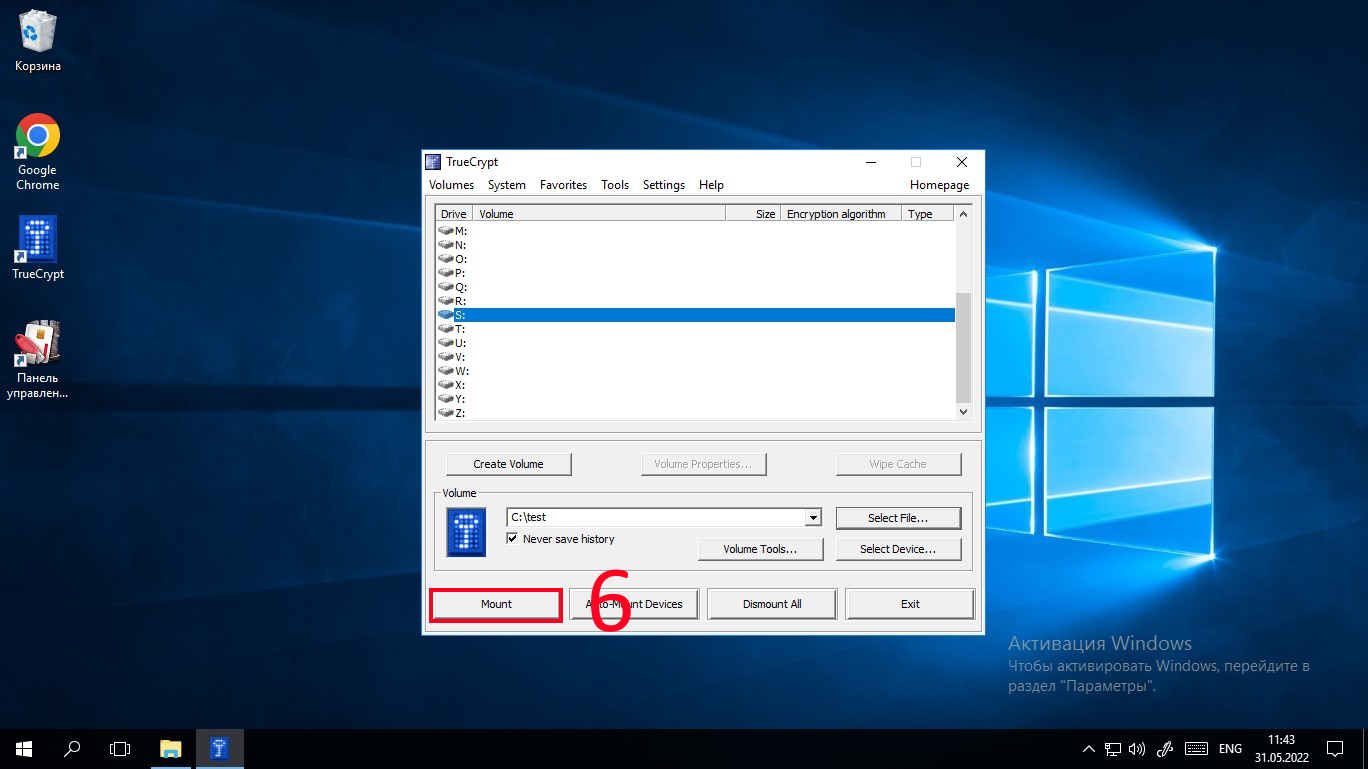 Корзина
Google
Chrome
TrueCrypt
Панель
управлен...
TrueCrypt
Volumes System Favorites Tools Settings Help Homepage
Drive Volume Size Encryption algorithm Type
M:
N:
O:
P:
Q:
R:
S:
T:
U:
V:
W:
X:
Y:
Z:
Create Volume Volume Properties... Wipe Cache
Volume
C:\test Select File...
Never save history
Volume Tools... Select Device...
Mount Auto-Mount Devices Dismount All Exit
6
Активация Windows
Чтобы активировать Windows, перейдите в
раздел "Параметры".
ENG
11:43
31.05.2022